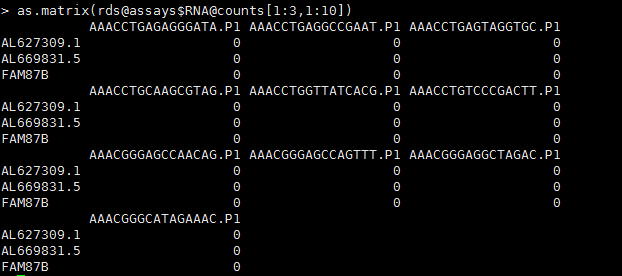 > as.matrix(rds@assays$RNA@counts[1:3,1:10])
AAACCTGAGAGGGATA.P1 AAACCTGAGGCCGAAT.P1 AAACCTGAGTAGGTGC.P1
AL627309.1 0 0 0
AL669831.5 0 0 0
FAM87B 0 0 0
AAACCTGCAAGCGTAG.P1 AAACCTGGTTATCACG.P1 AAACCTGTCCCGACTT.P1
AL627309.1 0 0 0
AL669831.5 0 0 0
FAM87B 0 0 0
AAACGGGAGCCAACAG.P1 AAACGGGAGCCAGTTT.P1 AAACGGGAGGCTAGAC.P1
AL627309.1 0 0 0
AL669831.5 0 0 0
FAM87B 0 0 0
AAACGGGCATAGAAAC.P1
AL627309.1 0
AL669831.5 0
FAM87B 0